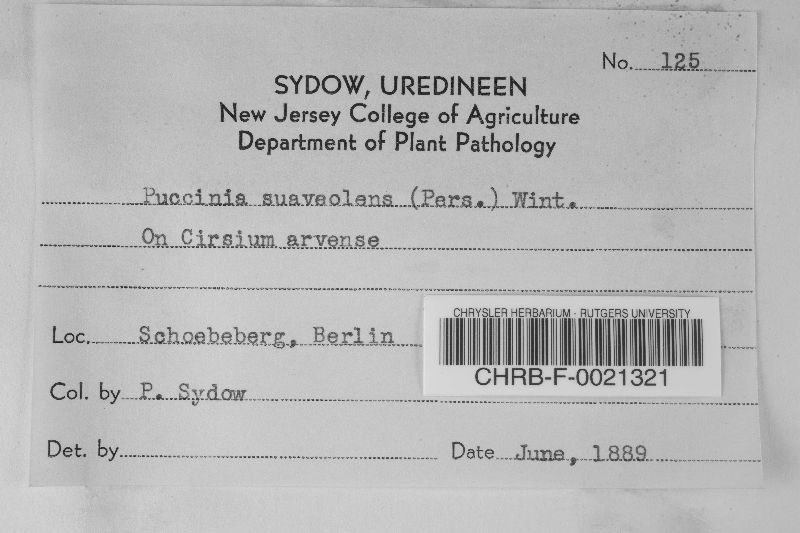 No. 125
SYDOW, UREDINEEN
New Jersey College of Agriculture
Department of Plant Pathology
Puccinia suaveolens (Pers.) Wint.
On Cirsium arvense
Loc. Schoebeberg, Berlin
CHRYSLER HERBARIUM - RUTGERS UNIVERSITY
CHRB-F-0021321
Col. by P. Sydow
Det. by
Date June, 1889